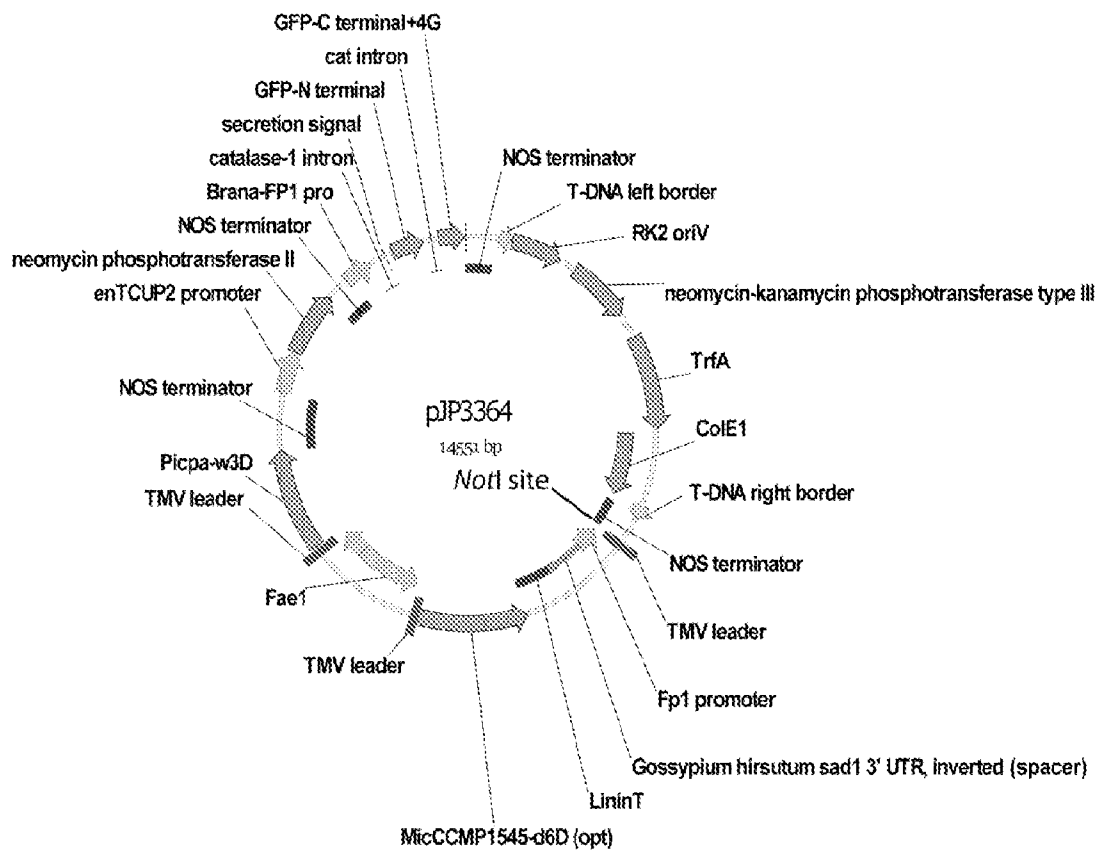 GFP-C terminal+4G
cat intron
GFP-N terminal
secretion signal
catalase-1 intron
Brana-FP1 pro
NOS terminator
neomycin phosphotransferase II
enTCUP2 promoter
NOS terminator
Picpa-w3D
TMV leader
Fae1
TMV leader
MicCCMP1545-d6D (opt)
LininT
Gossypium hirsutum sad1 3' UTR, inverted (spacer)
Fp1 promoter
TMV leader
NOS terminator
T-DNA right border
ColE1
TrfA
neomycin-kanamycin phosphotransferase type III
RK2 oriV
T-DNA left border
NOS terminator
pJP3364
14551 bp
NotI site